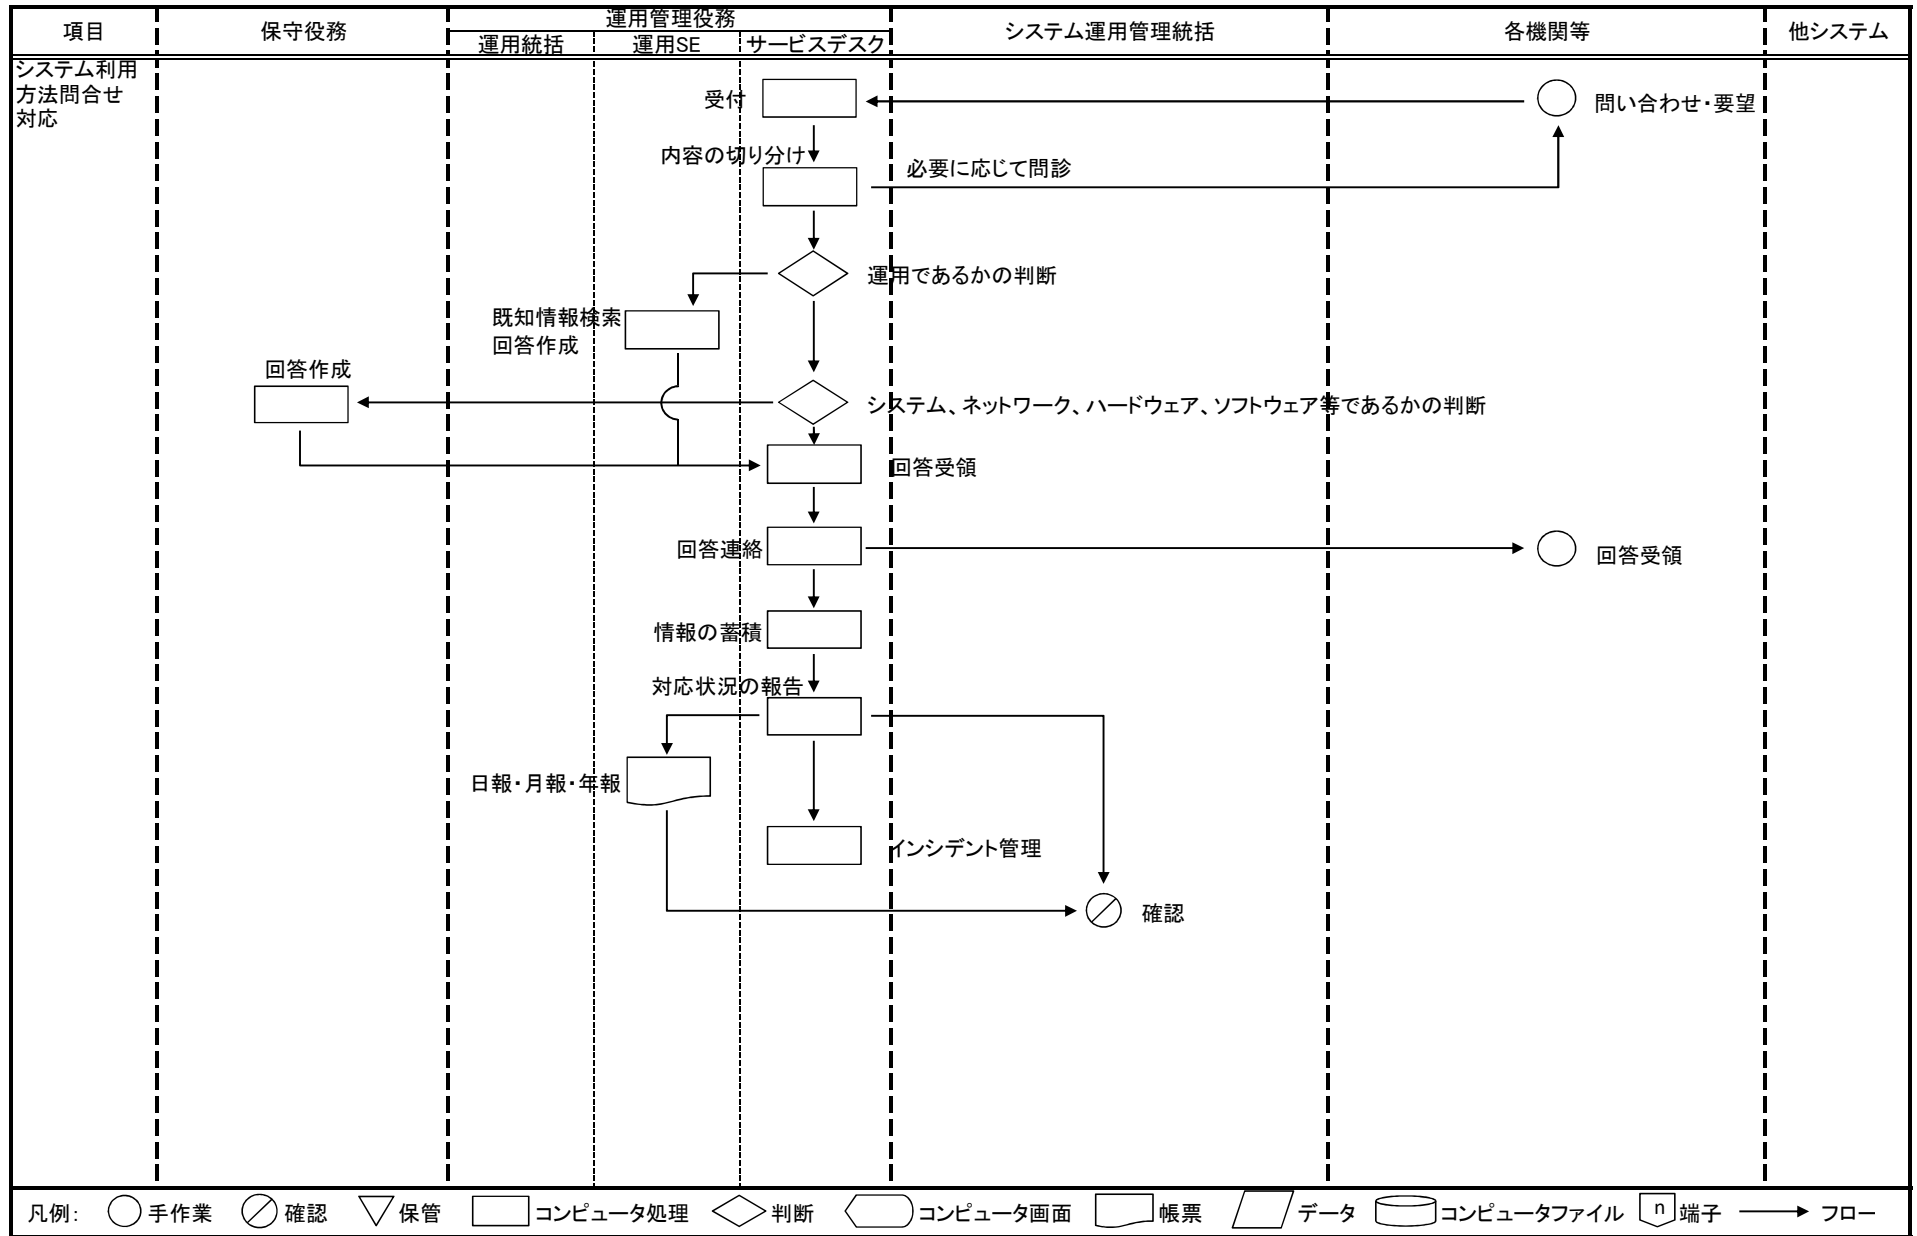 項目
保守役務
運用管理役務
運用統括
運用SE
サービスデスク
システム運用管理統括
各機関等
他システム
システム利用
方法問合せ
対応
受付
問い合わせ・要望
内容の切り分け
必要に応じて問診
運用であるかの判断
既知情報検索
回答作成
回答作成
システム、ネットワーク、ハードウェア、ソフトウェア等であるかの判断
回答受領
回答連絡
回答受領
情報の蓄積
対応状況の報告
日報・月報・年報
インシデント管理
確認
凡例: 手作業 確認 保管 コンピュータ処理 判断 コンピュータ画面 帳票 データ コンピュータファイル n 端子 フロー